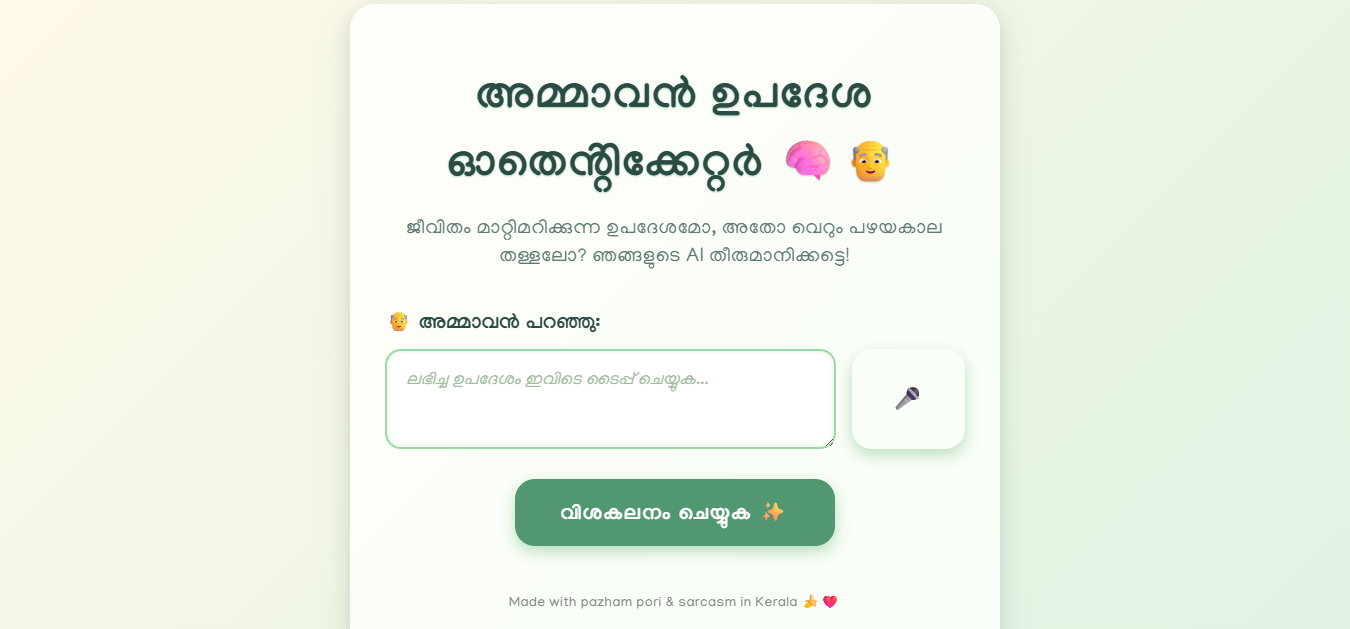 അമ്മാവൻ ഉപദേശ
ഓതെന്റിക്കേറ്റർ 🧠 👴
ജീവിതം മാറ്റിമറിക്കുന്ന ഉപദേശമോ, അതോ വെറും പഴയകാല
തള്ളലോ? ഞങ്ങളുടെ AI തീരുമാനിക്കട്ടെ!
👴 അമ്മാവൻ പറഞ്ഞു:
ലഭിച്ച ഉപദേശം ഇവിടെ ടൈപ്പ് ചെയ്യുക...
🎤
വിശകലനം ചെയ്യുക ✨
Made with pazham pori & sarcasm in Kerala 🍌 ❤️